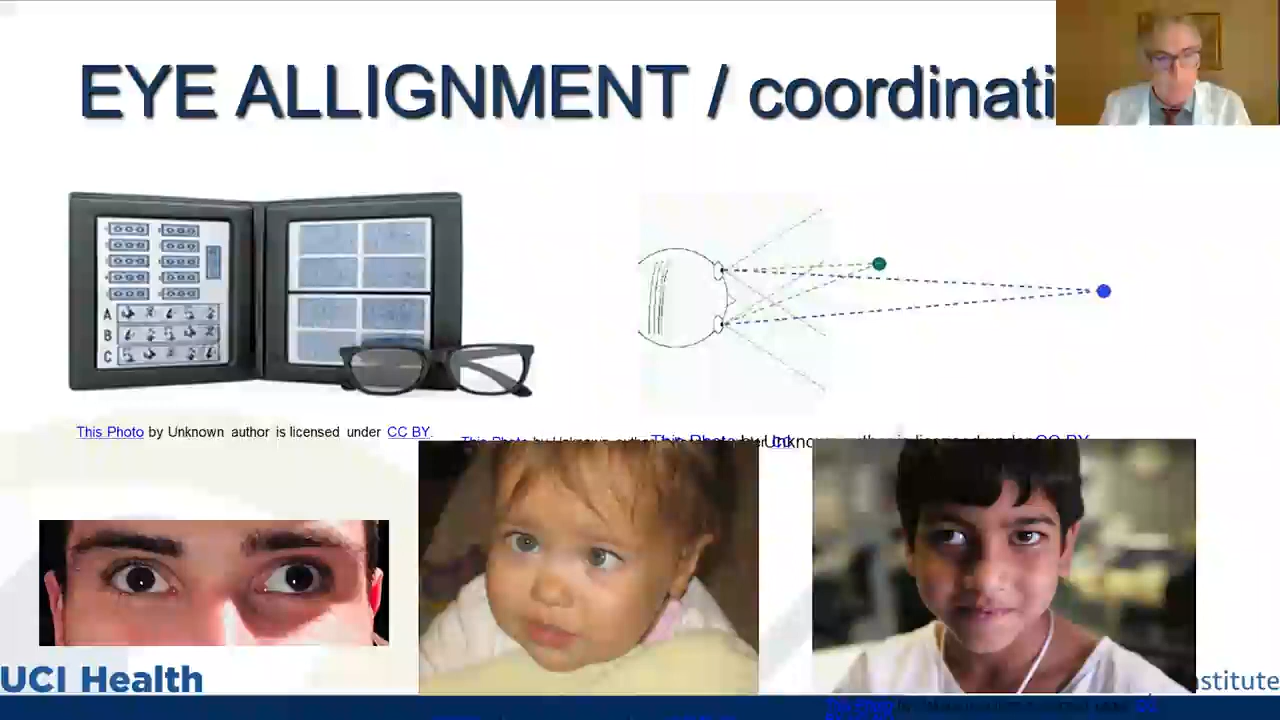 EYE ALLIGNMENT / coordinati
A
B
C
This Photo by Unknown author is licensed under CC BY.
This Photo by Unknown author is licensed under CC BY
UCI Health
stitute